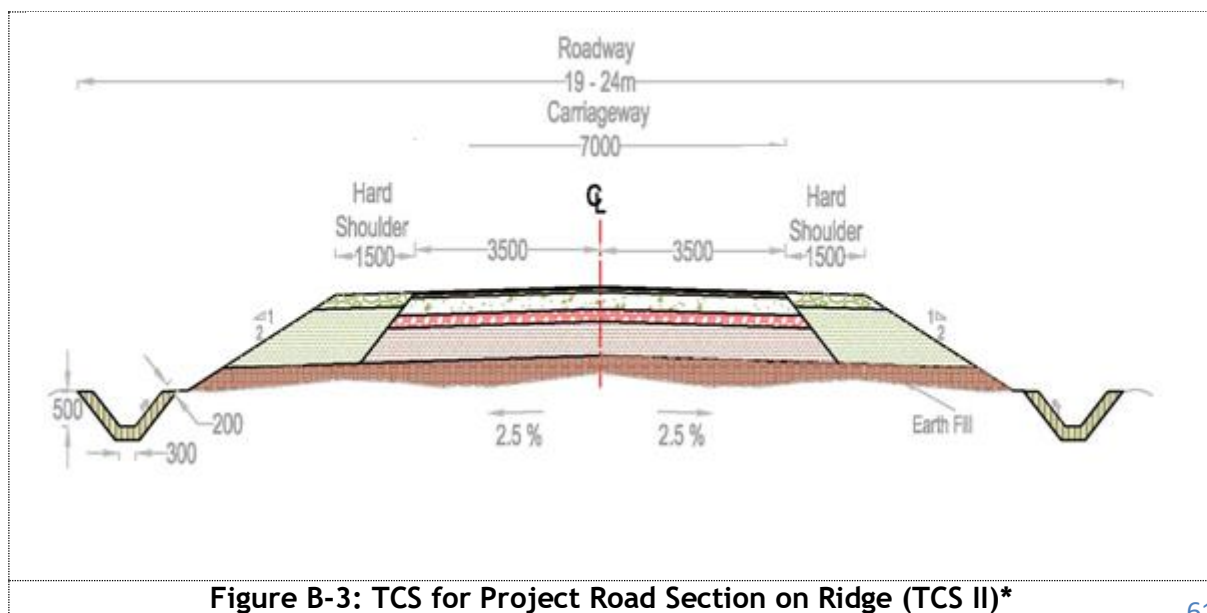 Roadway
19 - 24m
Carriageway
7000
Hard
Shoulder
1500
3500
CL
3500
Hard
Shoulder
1500
1
2
1
2
500
200
300
2.5 %
2.5 %
Earth Fill
Figure B-3: TCS for Project Road Section on Ridge (TCS II)*